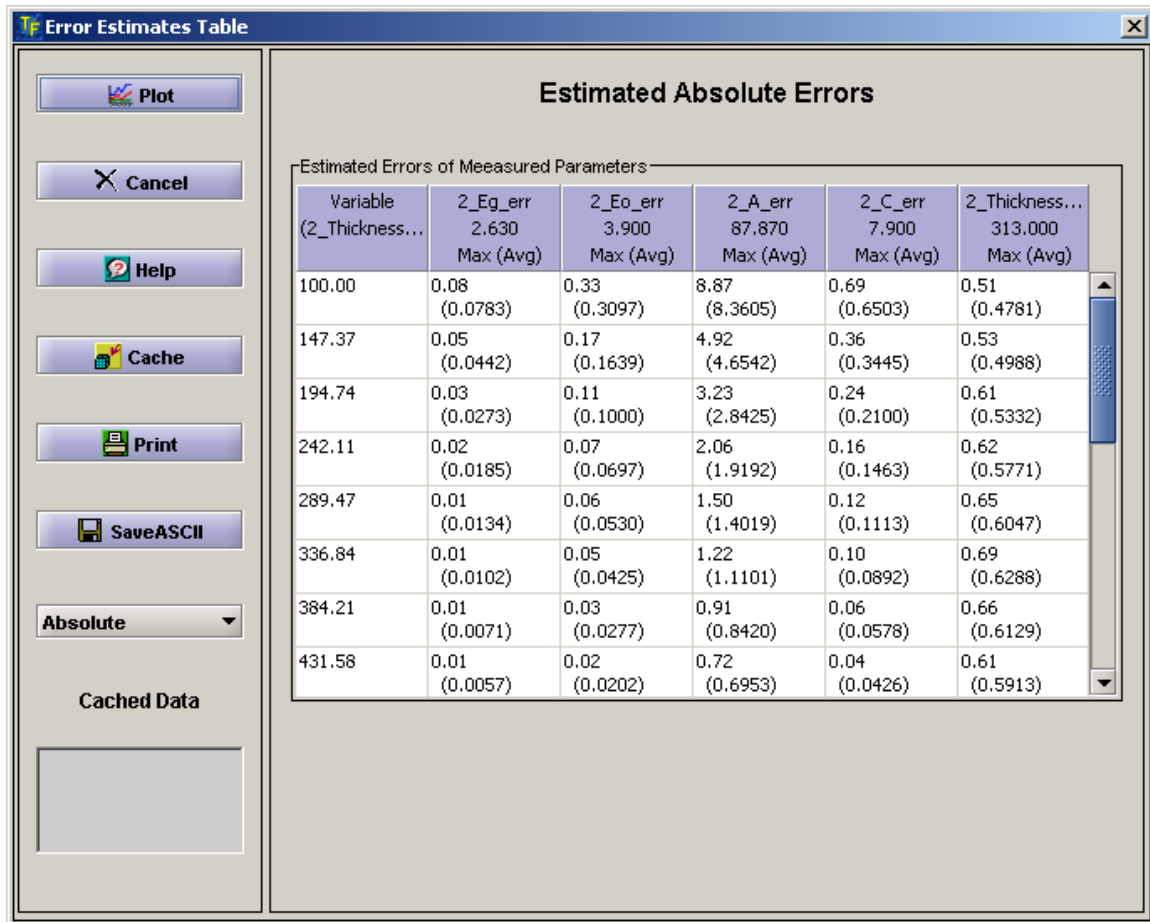 TF Error Estimates Table
Plot
Cancel
Help
Cache
Print
SaveASCII
Absolute
Cached Data
Estimated Absolute Errors
Estimated Errors of Meeasured Parameters
Variable 2_Eg_err 2_Eo_err 2_A_err 2_C_err 2_Thickness...
(2_Thickness... 2.630 3.900 87.870 7.900 313.000
Max (Avg) Max (Avg) Max (Avg) Max (Avg) Max (Avg)
100.00 0.08 0.33 8.87 0.69 0.51
(0.0783) (0.3097) (8.3605) (0.6503) (0.4781)
147.37 0.05 0.17 4.92 0.36 0.53
(0.0442) (0.1639) (4.6542) (0.3445) (0.4988)
194.74 0.03 0.11 3.23 0.24 0.61
(0.0273) (0.1000) (2.8425) (0.2100) (0.5332)
242.11 0.02 0.07 2.06 0.16 0.62
(0.0185) (0.0697) (1.9192) (0.1463) (0.5771)
289.47 0.01 0.06 1.50 0.12 0.65
(0.0134) (0.0530) (1.4019) (0.1113) (0.6047)
336.84 0.01 0.05 1.22 0.10 0.69
(0.0102) (0.0425) (1.1101) (0.0892) (0.6288)
384.21 0.01 0.03 0.91 0.06 0.66
(0.0071) (0.0277) (0.8420) (0.0578) (0.6129)
431.58 0.01 0.02 0.72 0.04 0.61
(0.0057) (0.0202) (0.6953) (0.0426) (0.5913)